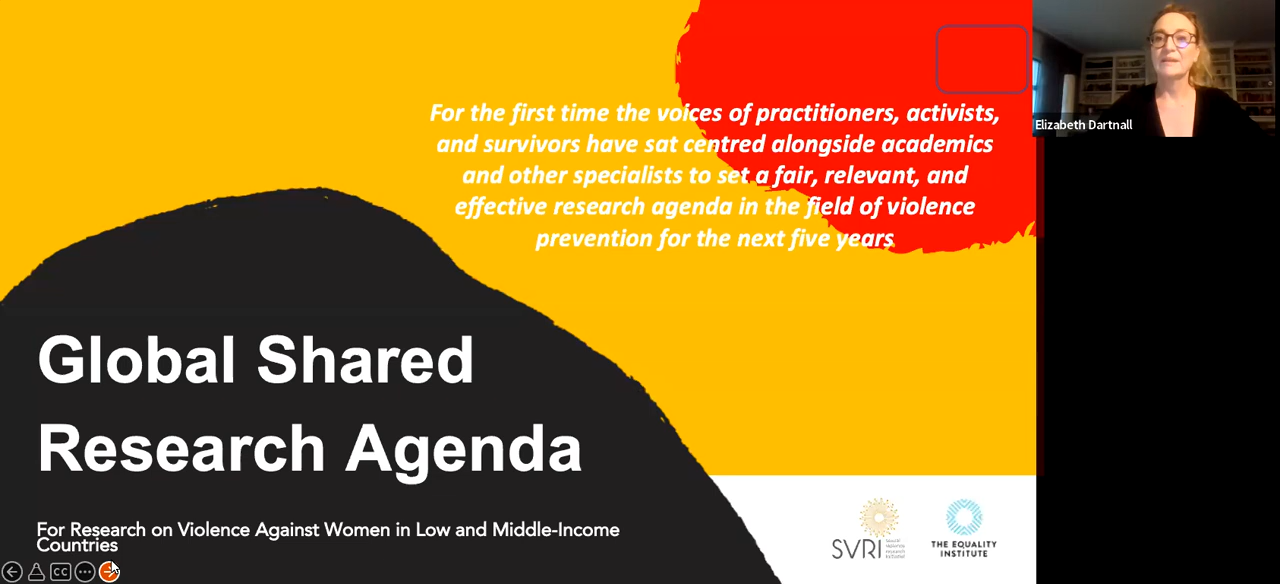 For the first time the voices of practitioners, activists,
and survivors have sat centred alongside academics
and other specialists to set a fair, relevant, and
effective research agenda in the field of violence
prevention for the next five years
Elizabeth Dartnall
Global Shared
Research Agenda
For Research on Violence Against Women in Low and Middle-Income
Countries
SVRI
THE EQUALITY
INSTITUTE
CC